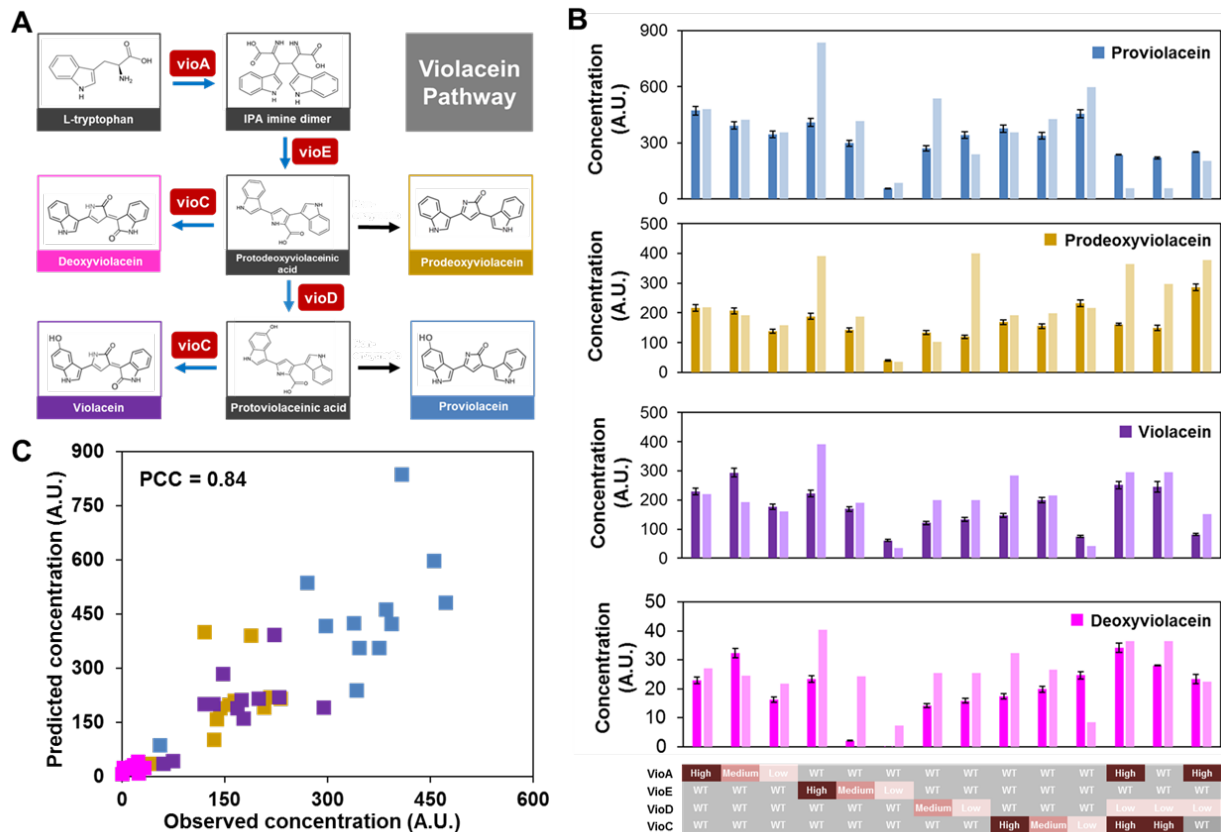 A
vioA
L-tryptophan
IPA imine dimer
Violacein
Pathway
vioE
vioC
Deoxyviolacein
Protodeoxyviolaceinic
acid
Prodeoxyviolacein
vioD
vioC
Violacein
Protoviolaceinic acid
Proviolacein
B
Proviolacein
Concentration
(A.U.)
900
600
300
0
Prodeoxyviolacein
Concentration
(A.U.)
500
400
300
200
100
0
Violacein
Concentration
(A.U.)
500
400
300
200
100
0
Deoxyviolacein
Concentration
(A.U.)
50
40
30
20
10
0
VioA High Medium Low WT WT WT WT WT WT WT WT High WT High
VioE WT WT WT High Medium Low WT WT WT WT WT WT WT WT
VioD WT WT WT WT WT WT Medium Low WT WT WT Low Low Low
VioC WT WT WT WT WT WT WT WT High Medium Low High High WT
C
PCC = 0.84
Predicted concentration (A.U.)
900
750
600
450
300
150
0
0 150 300 450 600
Observed concentration (A.U.)